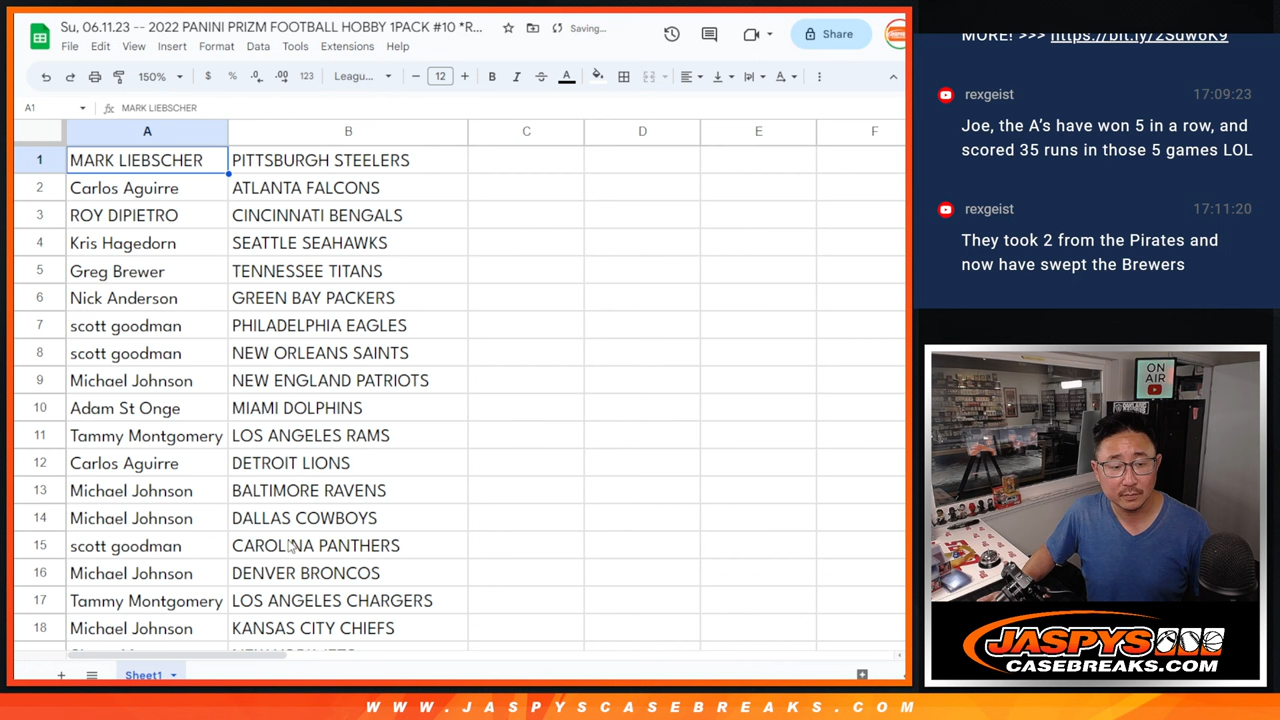 Su, 06.11.23 -- 2022 PANINI PRIZM FOOTBALL HOBBY 1PACK #10 *R...
Saving...
File Edit View Insert Format Data Tools Extensions Help
Share
150% $ % .0 .00 123 Leagu... − 12 + B I A
A1 fx MARK LIEBSCHER
A B C D E F
1 MARK LIEBSCHER PITTSBURGH STEELERS
2 Carlos Aguirre ATLANTA FALCONS
3 ROY DIPIETRO CINCINNATI BENGALS
4 Kris Hagedorn SEATTLE SEAHAWKS
5 Greg Brewer TENNESSEE TITANS
6 Nick Anderson GREEN BAY PACKERS
7 scott goodman PHILADELPHIA EAGLES
8 scott goodman NEW ORLEANS SAINTS
9 Michael Johnson NEW ENGLAND PATRIOTS
10 Adam St Onge MIAMI DOLPHINS
11 Tammy Montgomery LOS ANGELES RAMS
12 Carlos Aguirre DETROIT LIONS
13 Michael Johnson BALTIMORE RAVENS
14 Michael Johnson DALLAS COWBOYS
15 scott goodman CAROLINA PANTHERS
16 Michael Johnson DENVER BRONCOS
17 Tammy Montgomery LOS ANGELES CHARGERS
18 Michael Johnson KANSAS CITY CHIEFS
Sheet1
MORE! >>> https://bit.ly/2Sdw6K9
rexgeist 17:09:23
Joe, the A's have won 5 in a row, and
scored 35 runs in those 5 games LOL
rexgeist 17:11:20
They took 2 from the Pirates and
now have swept the Brewers
ON
AIR
JASPYS
CASEBREAKS.COM
WWW.JASPYSCASEBREAKS.COM